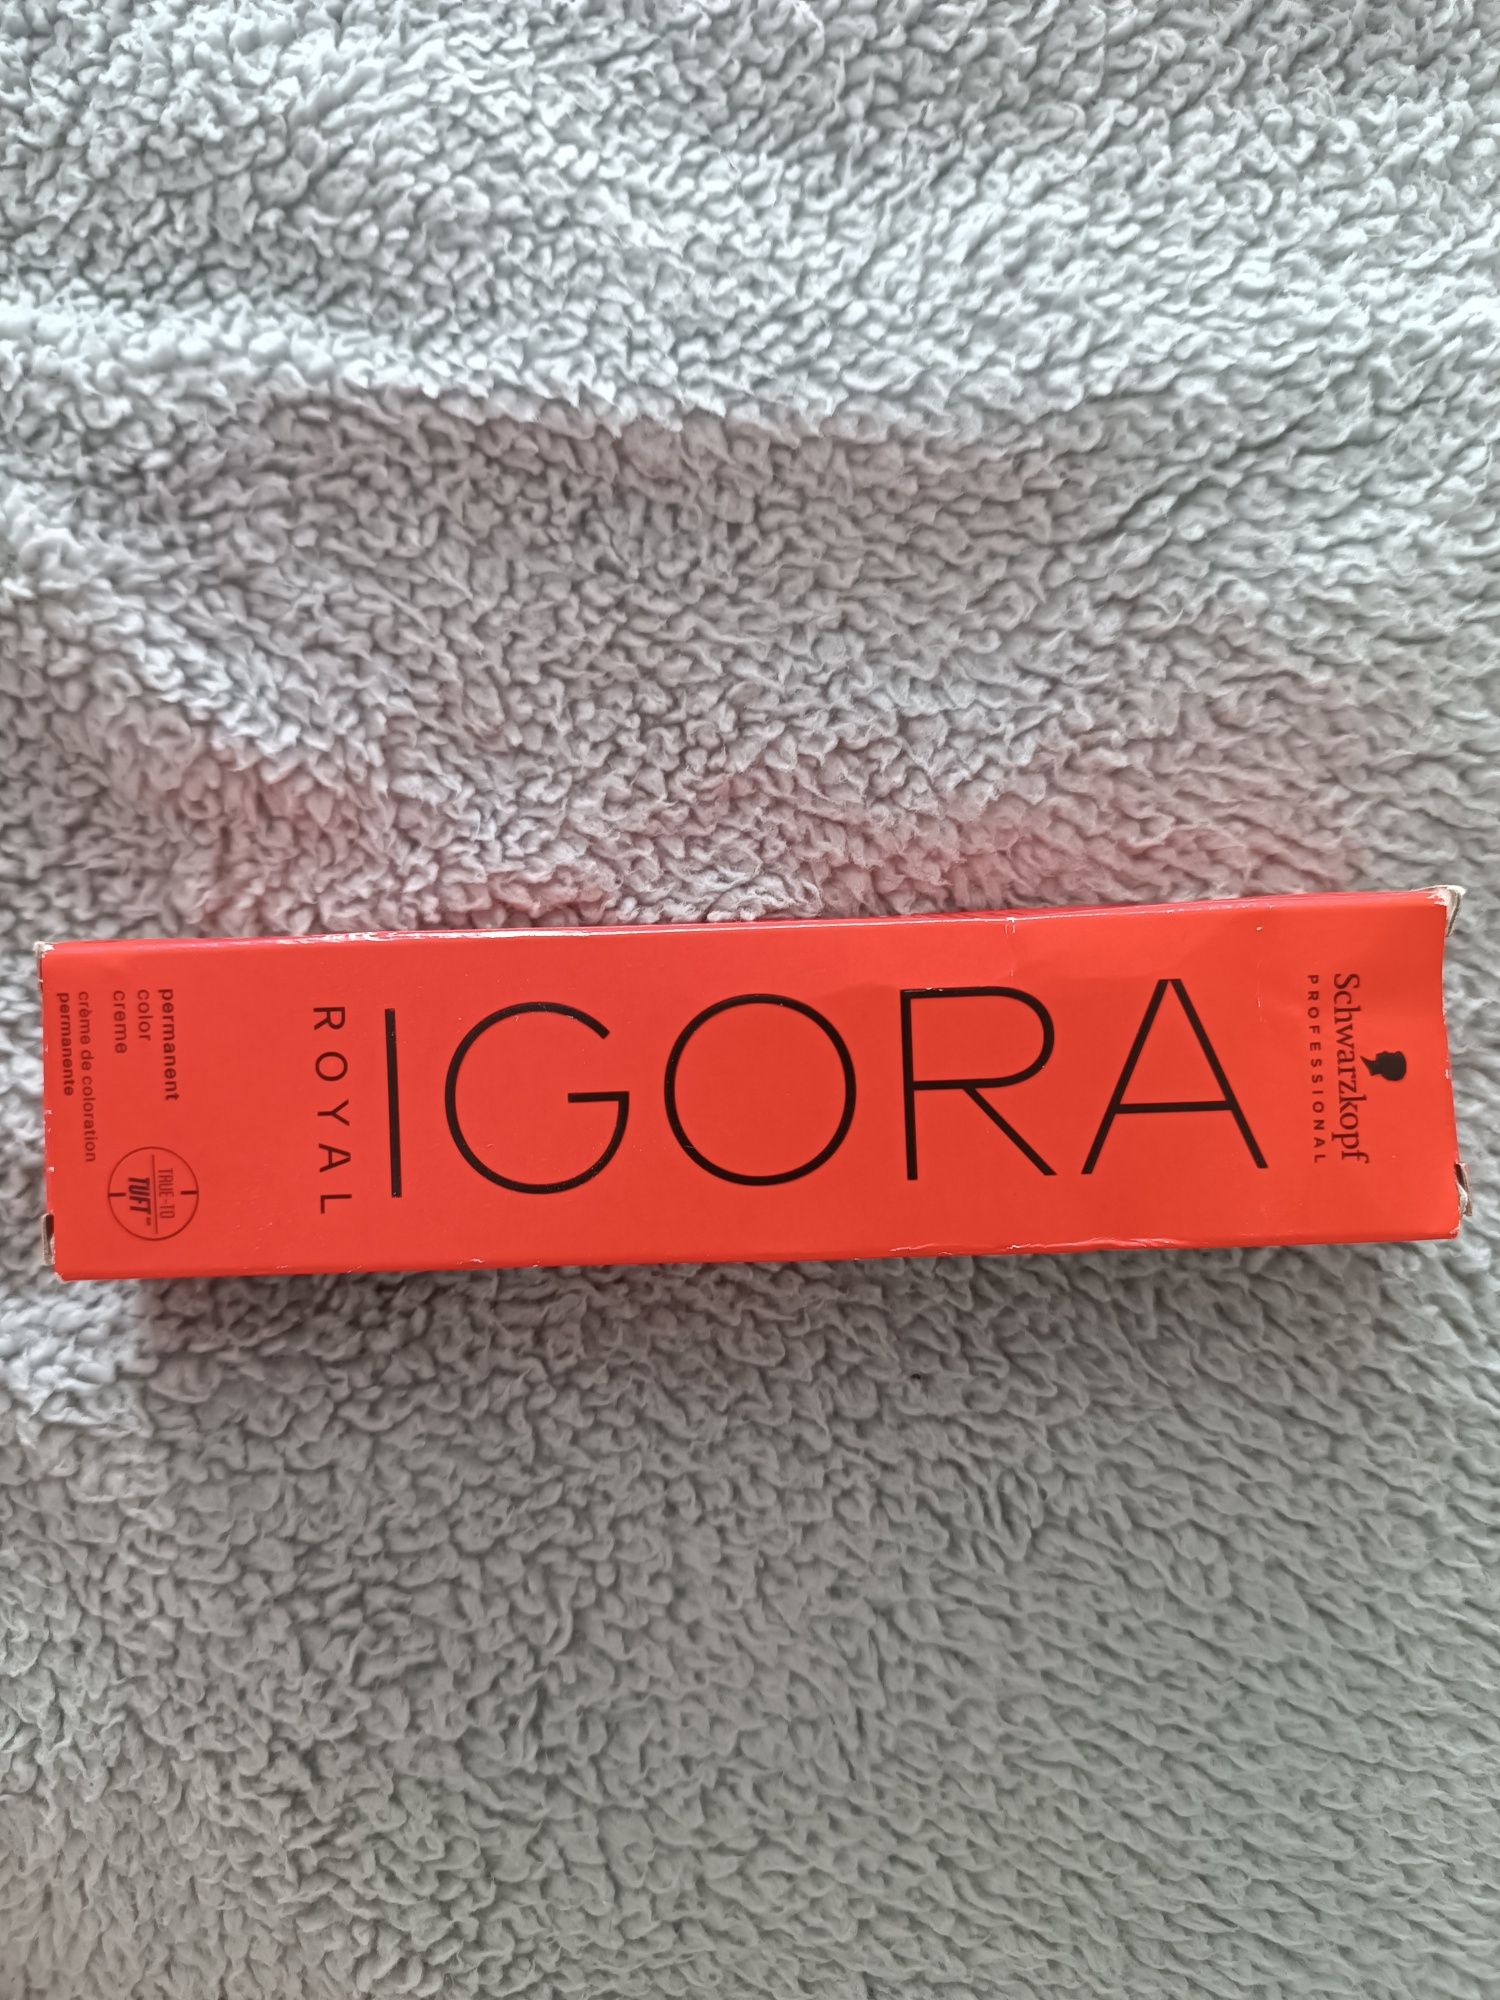 Schwarzkopf
PROFESSIONAL
IGORA
ROYAL
permanent
color
creme
crème de coloration
permanente
TRUE-TO
TUFT